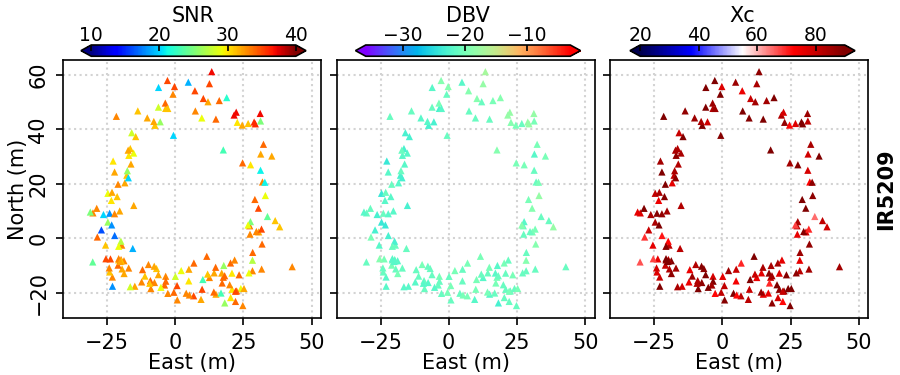 SNR DBV Xc
10 20 30 40 −30 −20 −10 20 40 60 80
60
40
20
0
−20
North (m)
−25 0 25 50 −25 0 25 50 −25 0 25 50
East (m) East (m) East (m)
IR5209